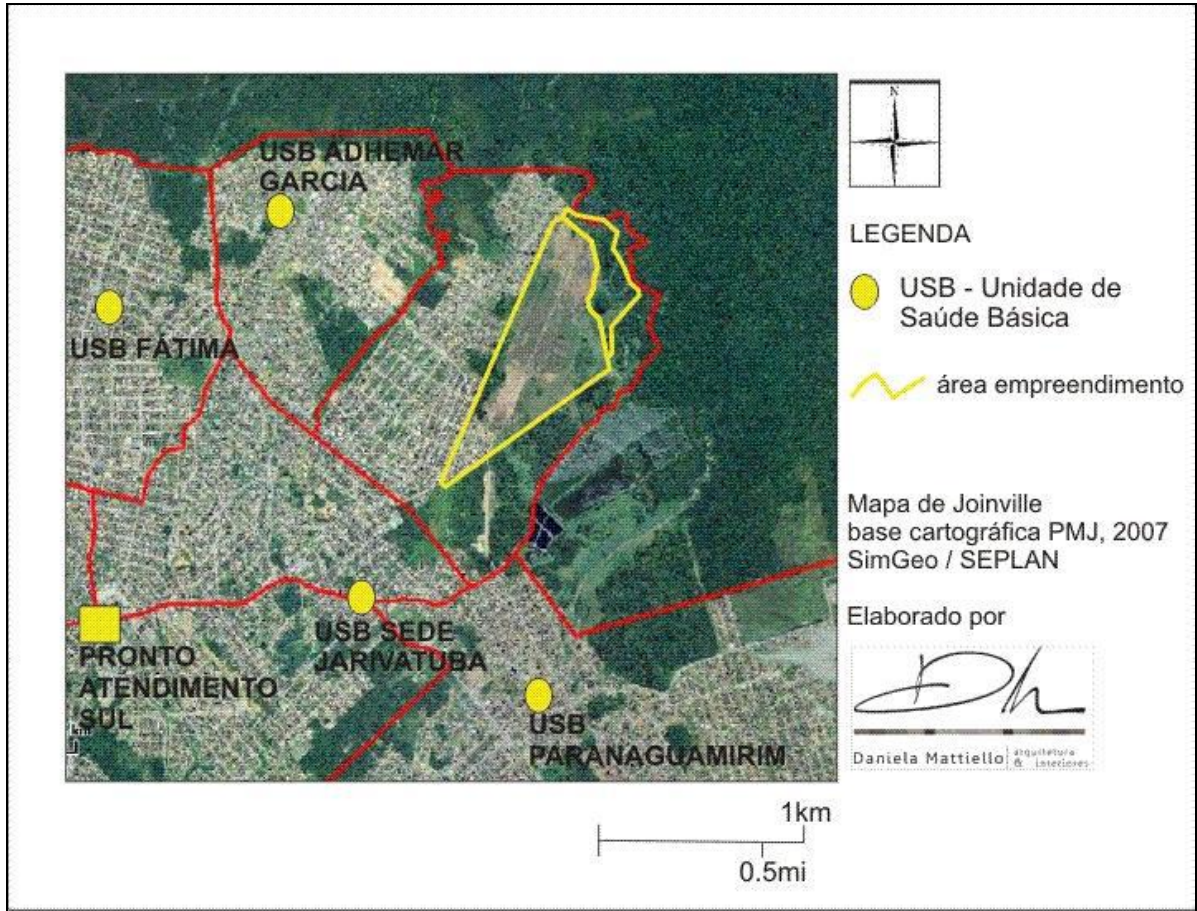 USB ADHEMAR
GARCIA
USB FÁTIMA
USB SEDE
JARIVATUBA
PRONTO
ATENDIMENTO
SUL
USB
PARANAGUAMIRIM
N
LEGENDA
USB - Unidade de
Saúde Básica
área empreendimento
Mapa de Joinville
base cartográfica PMJ, 2007
SimGeo / SEPLAN
Elaborado por
Daniela Mattiello
arquitetura
& interiores
1km
0.5mi